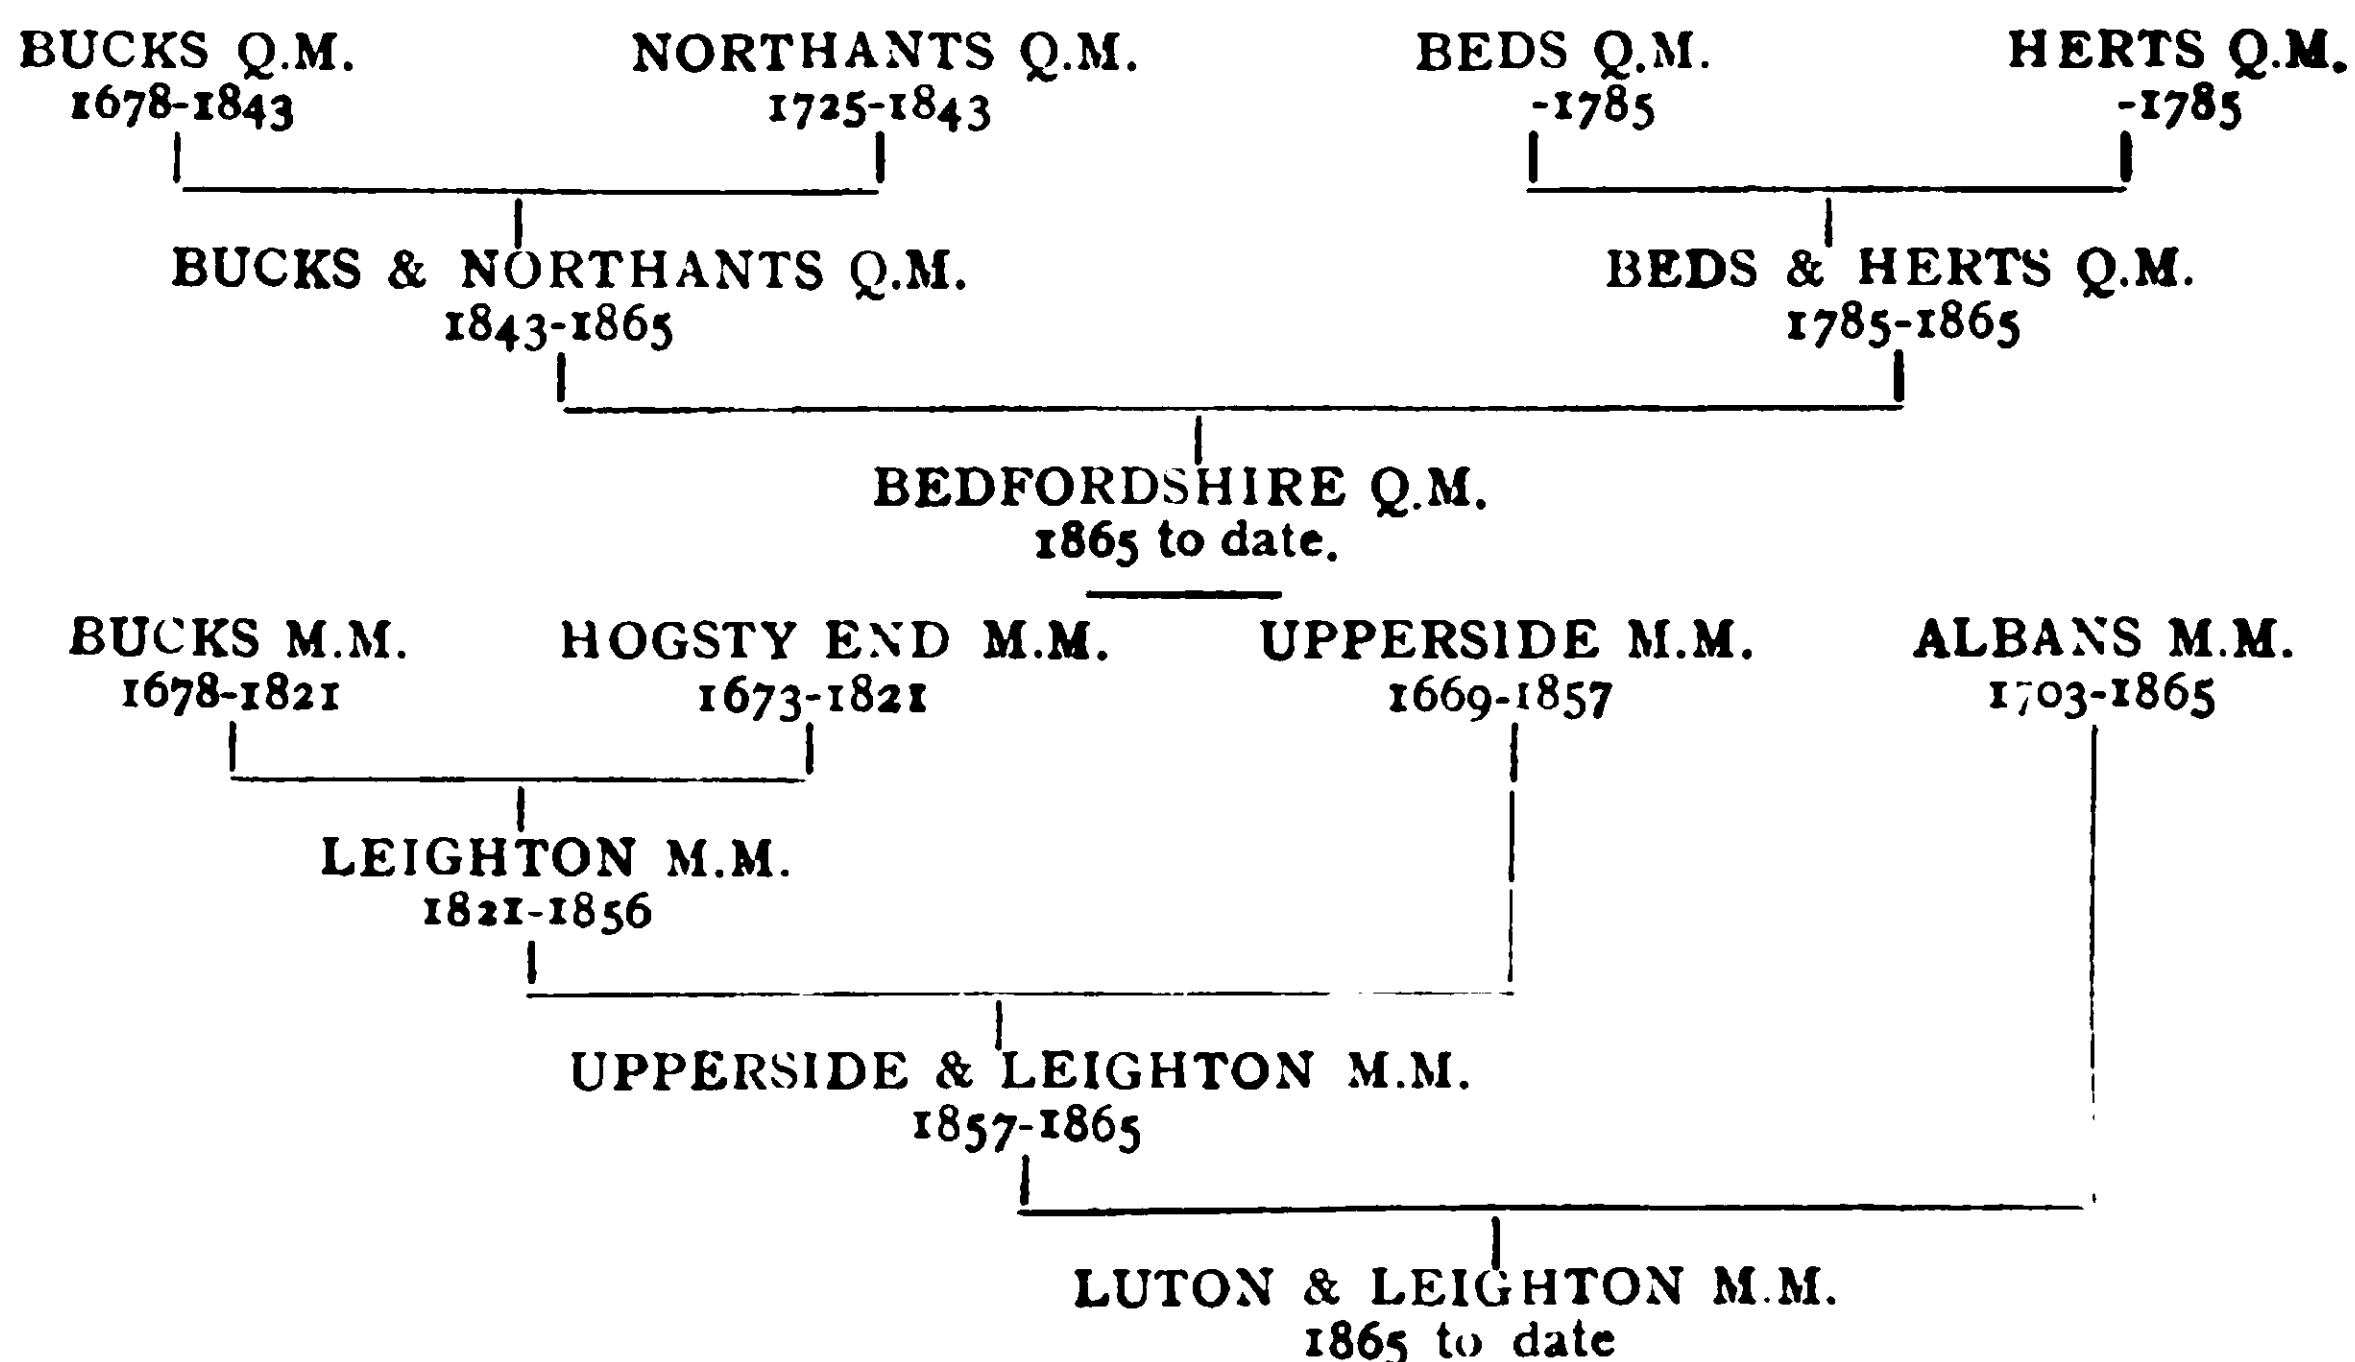 BUCKS Q.M. NORTHANTS Q.M. BEDS Q.M. HERTS Q.M.
1678-1843 1725-1843 -1785 -1785
BUCKS & NORTHANTS Q.M. BEDS & HERTS Q.M.
1843-1865 1785-1865
BEDFORDSHIRE Q.M.
1865 to date.
BUCKS M.M. HOGSTY END M.M. UPPERSIDE M.M. ALBANS M.M.
1678-1821 1673-1821 1669-1857 1703-1865
LEIGHTON M.M.
1821-1856
UPPERSIDE & LEIGHTON M.M.
1857-1865
LUTON & LEIGHTON M.M.
1865 to date